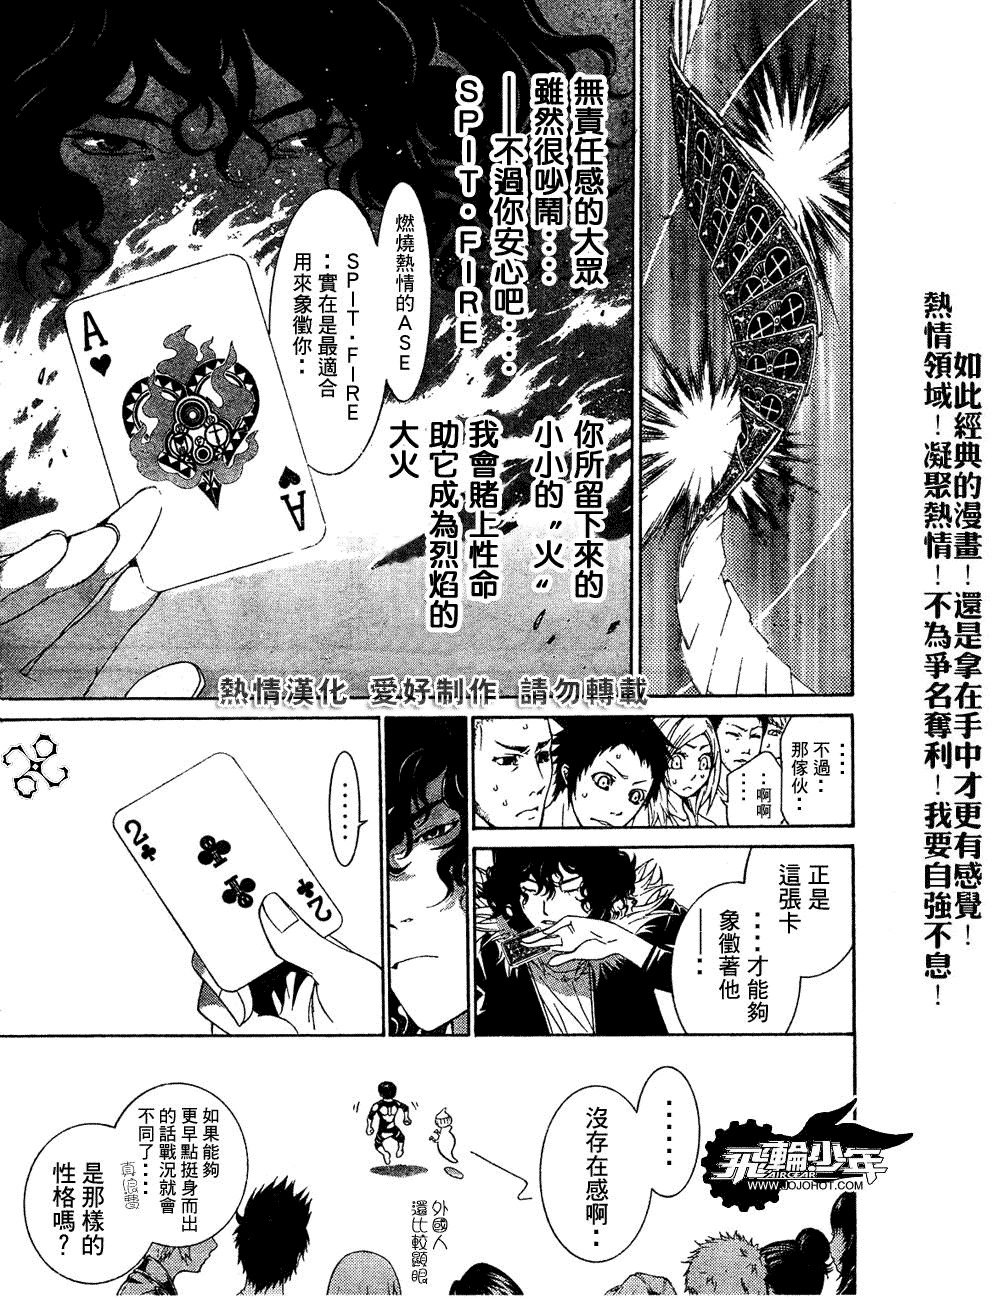 無責任感的大眾
雖然很吵鬧‥‥
——不過你安心吧‥‥
SPIT・FIRE
你所留下來的
小小的〝火〞
我會賭上性命
助它成為烈焰的
大火
燃燒熱情的ASE
SPIT・FIRE
‥實在是最適合
用來象徵你‥
A
A
熱情漢化 愛好制作 請勿轉載
‥‥
不過‥
那傢伙‥
‥啊啊
‥‥
正是
這張卡
‥‥才能夠
象徵著他
——‥
‥‥‥
2
2
‥‥‥
沒存在感啊‥
外國人
還比較顯眼
如果能夠
更早點挺身而出
的話戰況就會
不同了‥‥
真浪費
是那樣的
性格嗎？
如此經典的漫畫！還是拿在手中才更有感覺！
熱情領域！凝聚熱情！不為爭名奪利！我要自強不息！
飛輪少年
AIRGEAR
WWW.JOJOHOT.COM